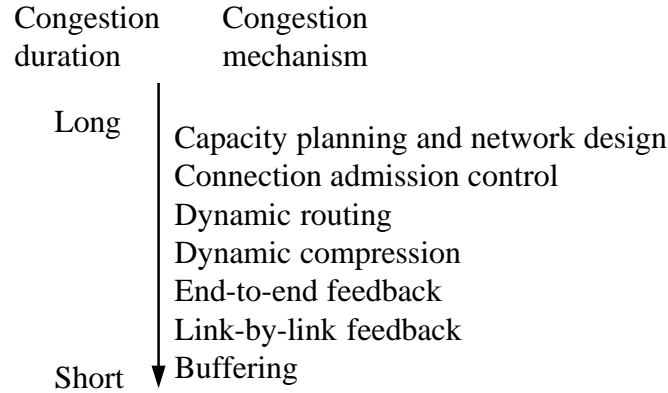 Congestion duration
Congestion mechanism
Long
Capacity planning and network design
Connection admission control
Dynamic routing
Dynamic compression
End-to-end feedback
Link-by-link feedback
Buffering
Short